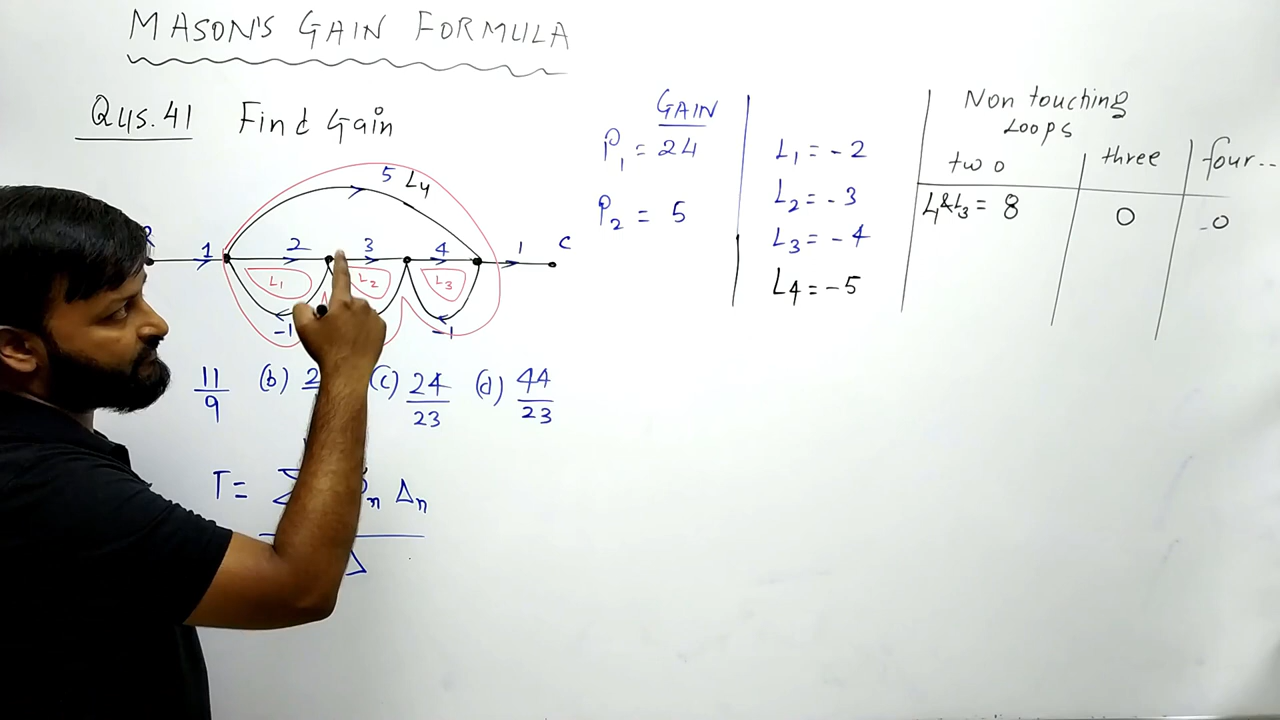 MASON'S GAIN FORMULA
Qus. 41 Find Gain
5 L4
1 2 3 4 1 C
L1 L2 L3
-1 -1
11/9 (b) 2 (c) 24/23 (d) 44/23
T = Σ n Δn
Δ
GAIN
P1 = 24
P2 = 5
L1 = -2
L2 = -3
L3 = -4
L4 = -5
Non touching
Loops
two three four...
L1&L3 = 8 0 0